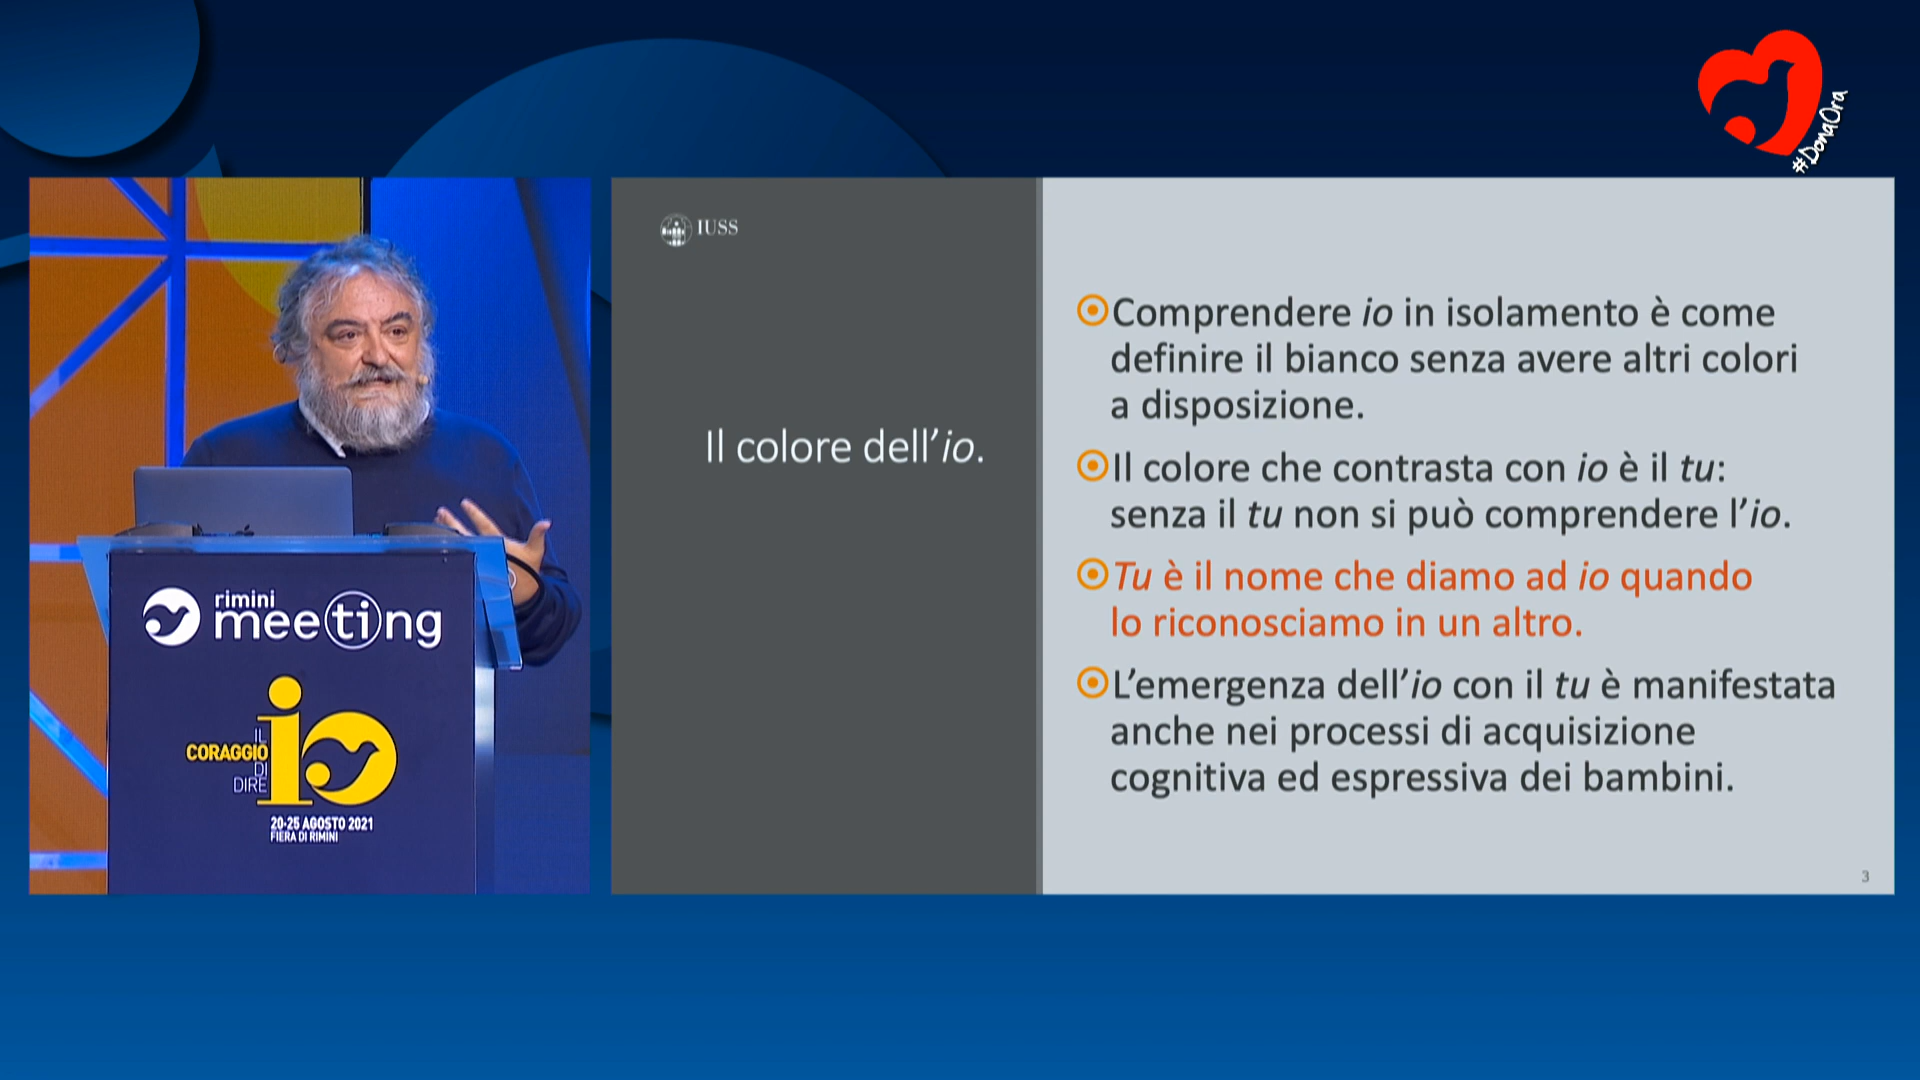 #DonaOra
IUSS
Il colore dell’io.
Comprendere io in isolamento è come
definire il bianco senza avere altri colori
a disposizione.
Il colore che contrasta con io è il tu:
senza il tu non si può comprendere l’io.
Tu è il nome che diamo ad io quando
lo riconosciamo in un altro.
L’emergenza dell’io con il tu è manifestata
anche nei processi di acquisizione
cognitiva ed espressiva dei bambini.
3
rimini
meeting
IL
CORAGGIO
DI
DIRE
io
20-25 AGOSTO 2021
FIERA DI RIMINI